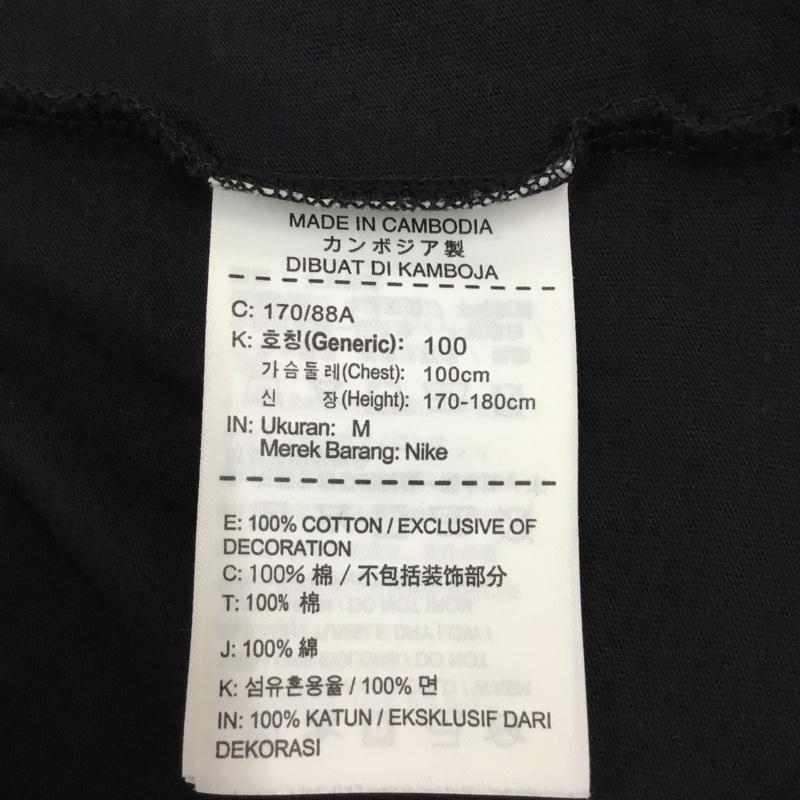 MADE IN CAMBODIA
カンボジア製
DIBUAT DI KAMBOJA
C: 170/88A
K: 호칭(Generic): 100
가슴둘레(Chest): 100cm
신 장(Height): 170-180cm
IN: Ukuran: M
Merek Barang: Nike
E: 100% COTTON / EXCLUSIVE OF
DECORATION
C: 100% 棉 / 不包括装饰部分
T: 100% 棉
J: 100% 綿
K: 섬유혼용율 / 100% 면
IN: 100% KATUN / EKSKLUSIF DARI
DEKORASI